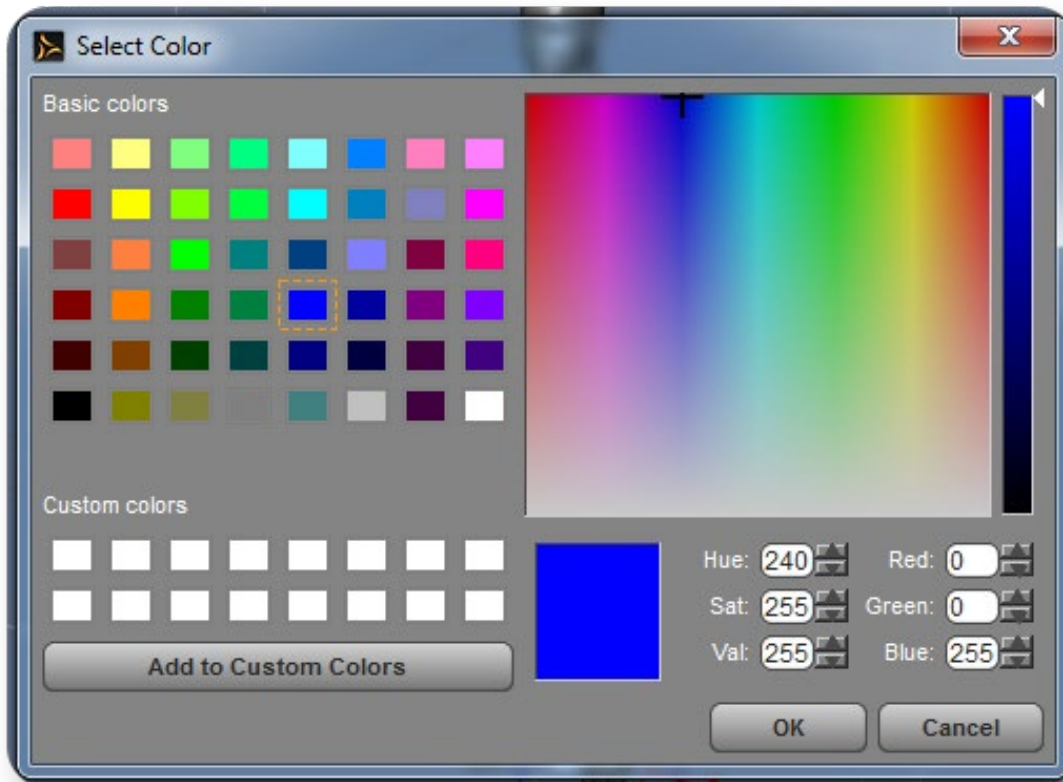 Select Color
Basic colors
Custom colors
Add to Custom Colors
Hue: 240 Red: 0
Sat: 255 Green: 0
Val: 255 Blue: 255
OK Cancel